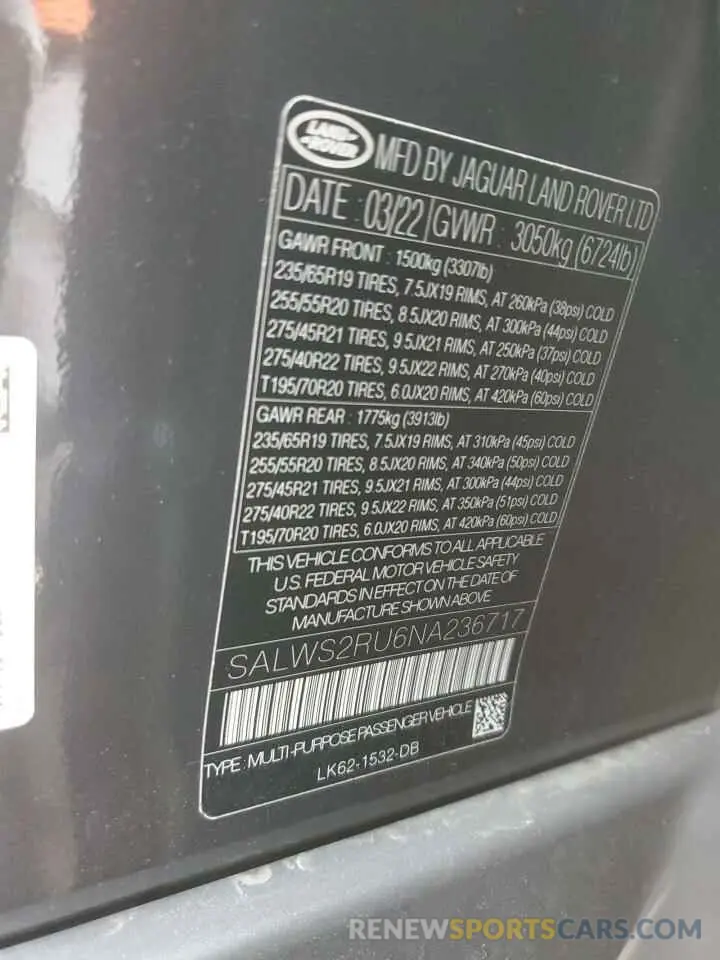 LAND ROVER
MFD BY JAGUAR LAND ROVER LTD
DATE : 03/22 GVWR : 3050kg (6724lb)
GAWR FRONT : 1500kg (3307lb)
235/65R19 TIRES, 7.5JX19 RIMS, AT 260kPa (38psi) COLD
255/55R20 TIRES, 8.5JX20 RIMS, AT 300kPa (44psi) COLD
275/45R21 TIRES, 9.5JX21 RIMS, AT 250kPa (37psi) COLD
275/40R22 TIRES, 9.5JX22 RIMS, AT 270kPa (40psi) COLD
T195/70R20 TIRES, 6.0JX20 RIMS, AT 420kPa (60psi) COLD
GAWR REAR : 1775kg (3913lb)
235/65R19 TIRES, 7.5JX19 RIMS, AT 310kPa (45psi) COLD
255/55R20 TIRES, 8.5JX20 RIMS, AT 340kPa (50psi) COLD
275/45R21 TIRES, 9.5JX21 RIMS, AT 300kPa (44psi) COLD
275/40R22 TIRES, 9.5JX22 RIMS, AT 350kPa (51psi) COLD
T195/70R20 TIRES, 6.0JX20 RIMS, AT 420kPa (60psi) COLD
THIS VEHICLE CONFORMS TO ALL APPLICABLE
U.S. FEDERAL MOTOR VEHICLE SAFETY
STANDARDS IN EFFECT ON THE DATE OF
MANUFACTURE SHOWN ABOVE
SALWS2RU6NA236717
TYPE : MULTI-PURPOSE PASSENGER VEHICLE
LK62-1532-DB
RENEWSPORTSCARS.COM